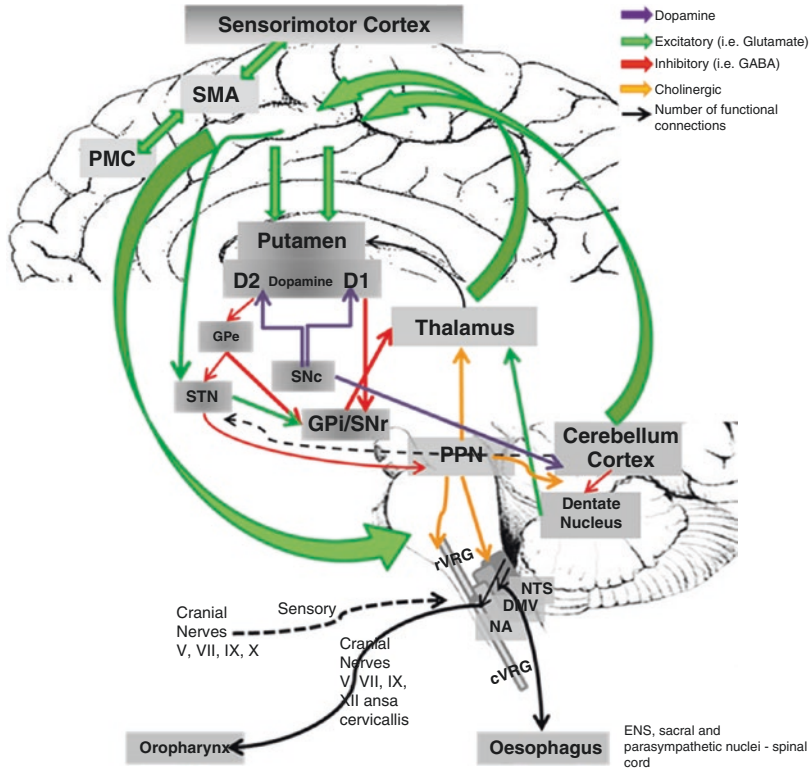 Sensorimotor Cortex
Dopamine
Excitatory (i.e. Glutamate)
Inhibitory (i.e. GABA)
Cholinergic
Number of functional
connections
SMA
PMC
Putamen
D2 Dopamine D1
GPe
Thalamus
SNc
STN
GPi/SNr
PPN
Cerebellum
Cortex
Dentate
Nucleus
rVRG
NTS
DMV
NA
cVRG
Cranial
Nerves
V, VII, IX, X
Sensory
Cranial
Nerves
V, VII, IX,
XII ansa
cervicallis
Oropharynx
Oesophagus
ENS, sacral and
parasympathetic nuclei - spinal
cord